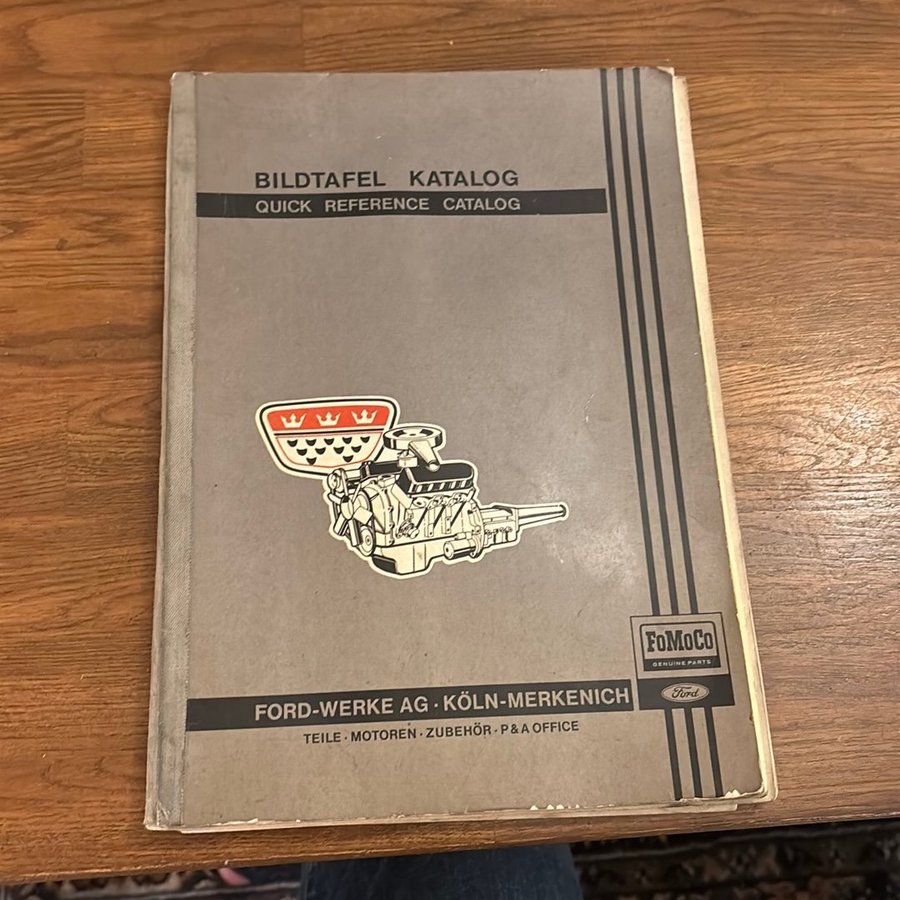 BILDTAFEL KATALOG
QUICK REFERENCE CATALOG
FoMoCo
GENUINE PARTS
Ford
FORD-WERKE AG · KÖLN-MERKENICH
TEILE · MOTOREN · ZUBEHÖR · P & A OFFICE